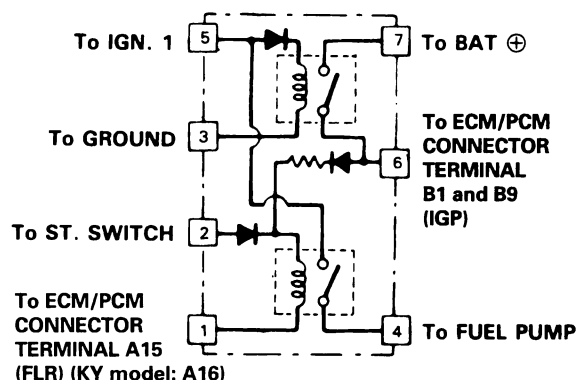 To IGN. 1
5
7
To BAT ⊕
To GROUND
3
To ECM/PCM
CONNECTOR
TERMINAL
B1 and B9
(IGP)
6
To ST. SWITCH
2
To ECM/PCM
CONNECTOR
TERMINAL A15
(FLR) (KY model: A16)
1
4
To FUEL PUMP